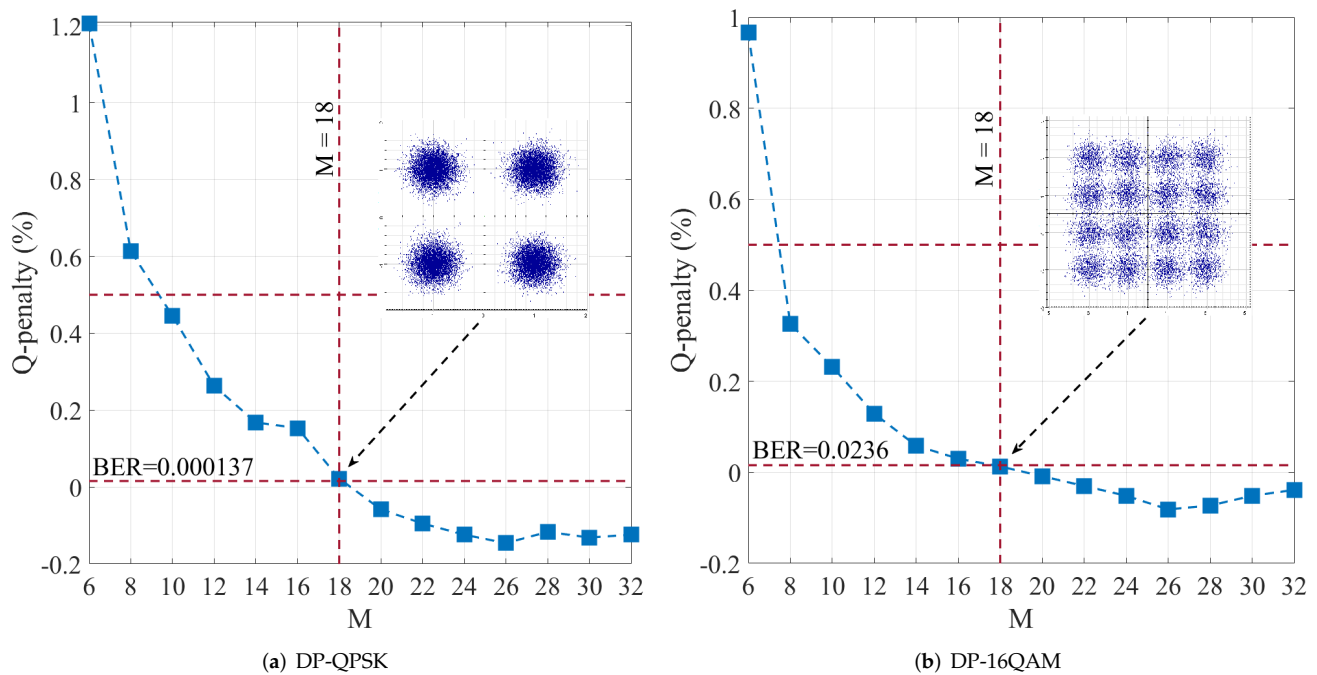 1.2
1
0.8
0.6
0.4
0.2
0
-0.2
Q-penalty (%)
M = 18
BER=0.000137
6 8 10 12 14 16 18 20 22 24 26 28 30 32
M
(a) DP-QPSK
1
0.8
0.6
0.4
0.2
0
-0.2
Q-penalty (%)
M = 18
BER=0.0236
6 8 10 12 14 16 18 20 22 24 26 28 30 32
M
(b) DP-16QAM